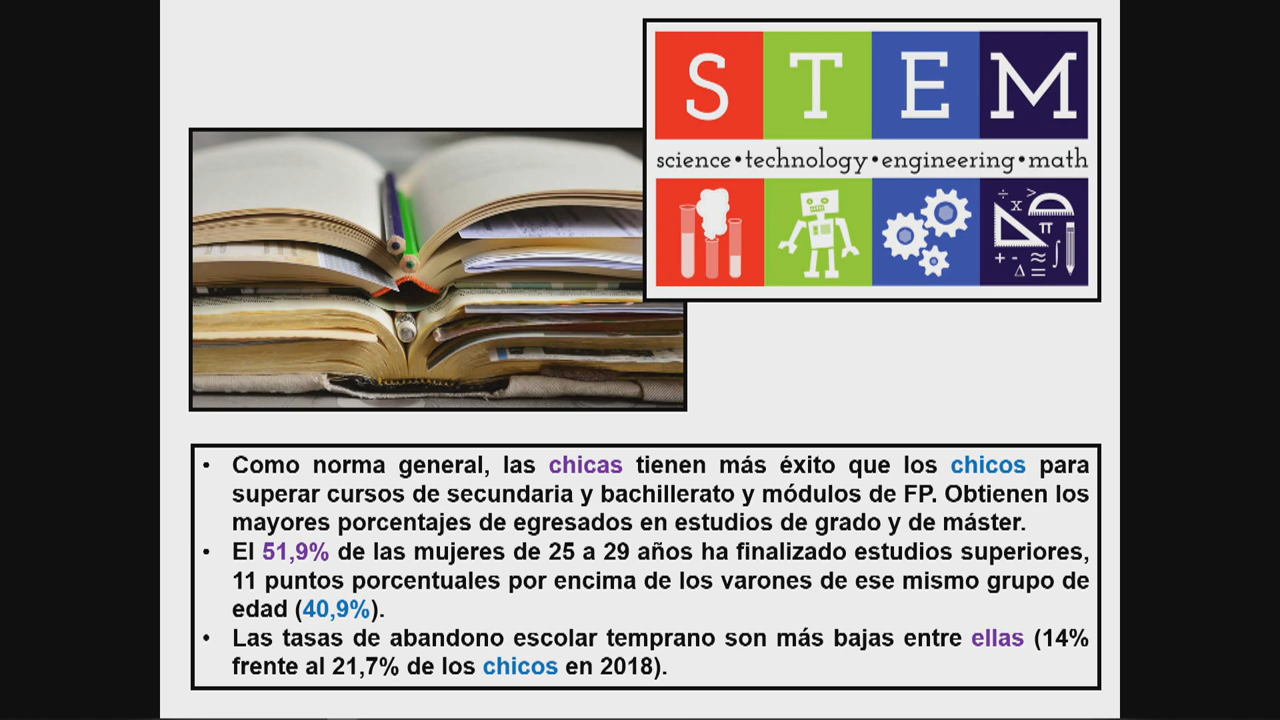 S T E M
science•technology•engineering•math
÷ x >
π
+ - ≈ ∫
Δ =
• Como norma general, las chicas tienen más éxito que los chicos para
superar cursos de secundaria y bachillerato y módulos de FP. Obtienen los
mayores porcentajes de egresados en estudios de grado y de máster.
• El 51,9% de las mujeres de 25 a 29 años ha finalizado estudios superiores,
11 puntos porcentuales por encima de los varones de ese mismo grupo de
edad (40,9%).
• Las tasas de abandono escolar temprano son más bajas entre ellas (14%
frente al 21,7% de los chicos en 2018).